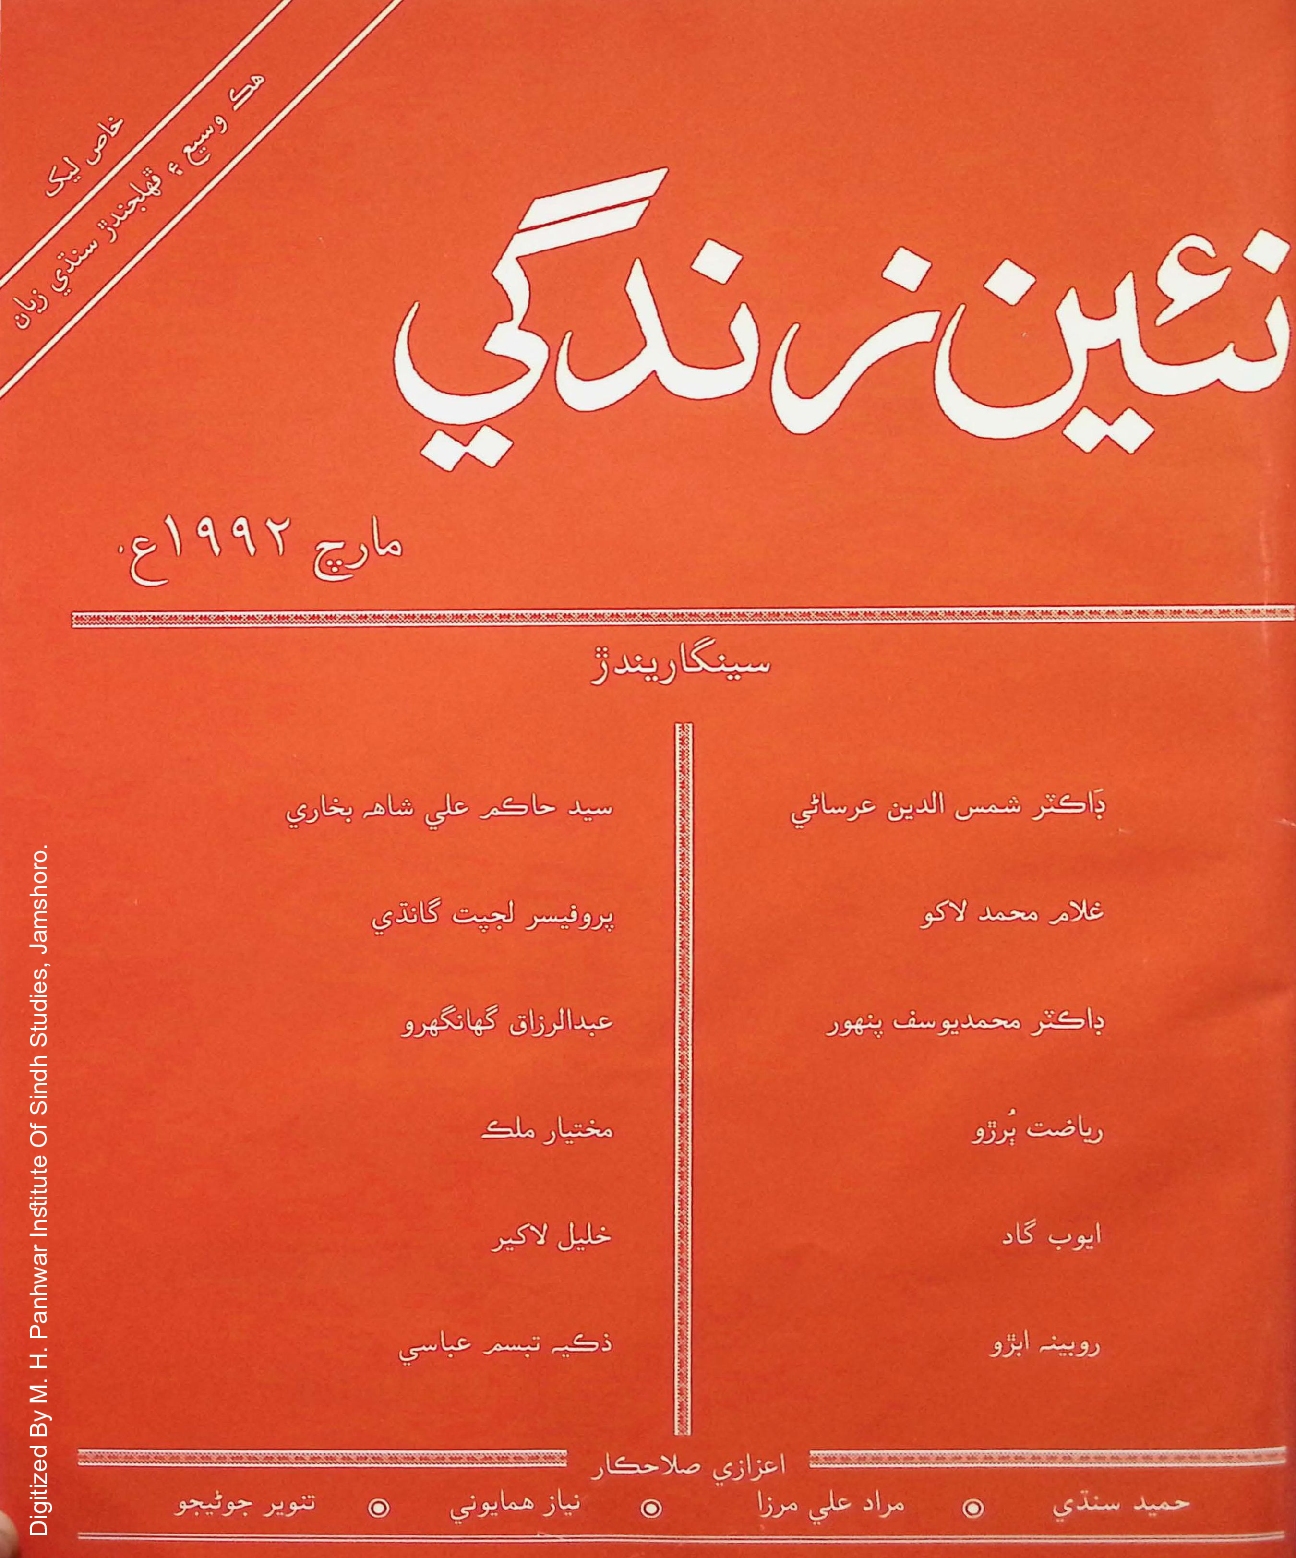 خاص ليک
هڪ وسيع ۽ ڦهلجندڙ سنڌي زبان
نئين زندگي
مارچ ۱۹۹۲ع
سينگاريندڙ
ڊاڪٽر شمس الدين عرساڻي
سيد حاڪم علي شاهه بخاري
غلام محمد لاکو
پروفيسر لجپت گانڌي
ڊاڪٽر محمديوسف پنهور
عبدالرزاق گهانگهرو
رياضت ٻُرڙو
مختيار ملڪ
ايوب گاد
خليل لاکير
روبينہ ابڙو
ذڪيہ تبسم عباسي
اعزازي صلاحڪار
حميد سنڌي ◉ مراد علي مرزا ◉ نياز همايوني ◉ تنوير جوڻيجو
Digitized By M. H. Panhwar Institute Of Sindh Studies, Jamshoro.